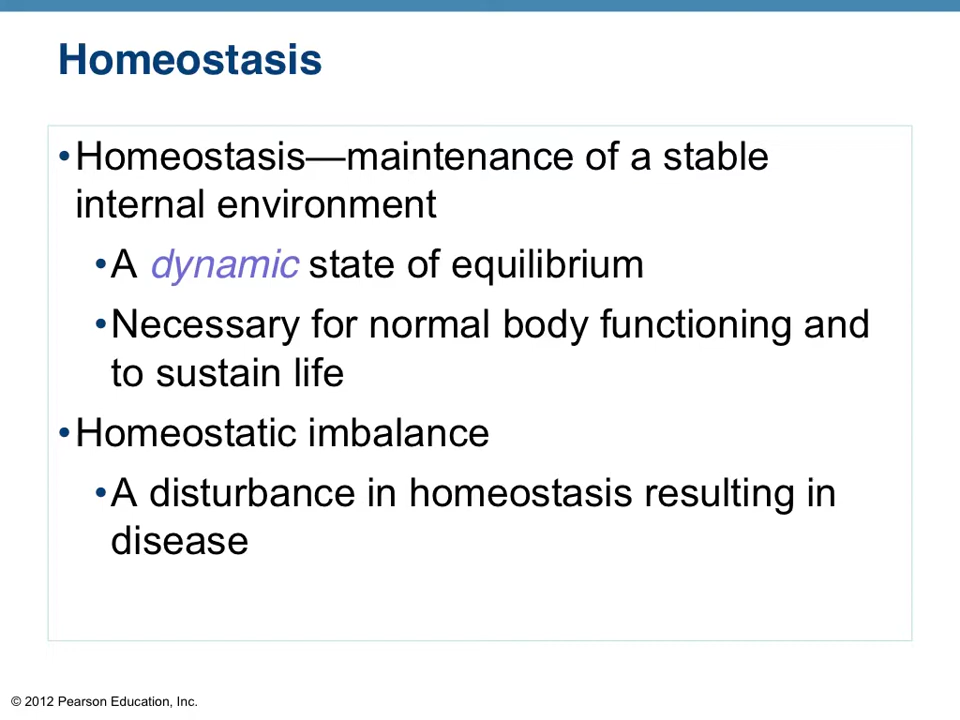 Homeostasis
•Homeostasis—maintenance of a stable
internal environment
•A dynamic state of equilibrium
•Necessary for normal body functioning and
to sustain life
•Homeostatic imbalance
•A disturbance in homeostasis resulting in
disease
© 2012 Pearson Education, Inc.